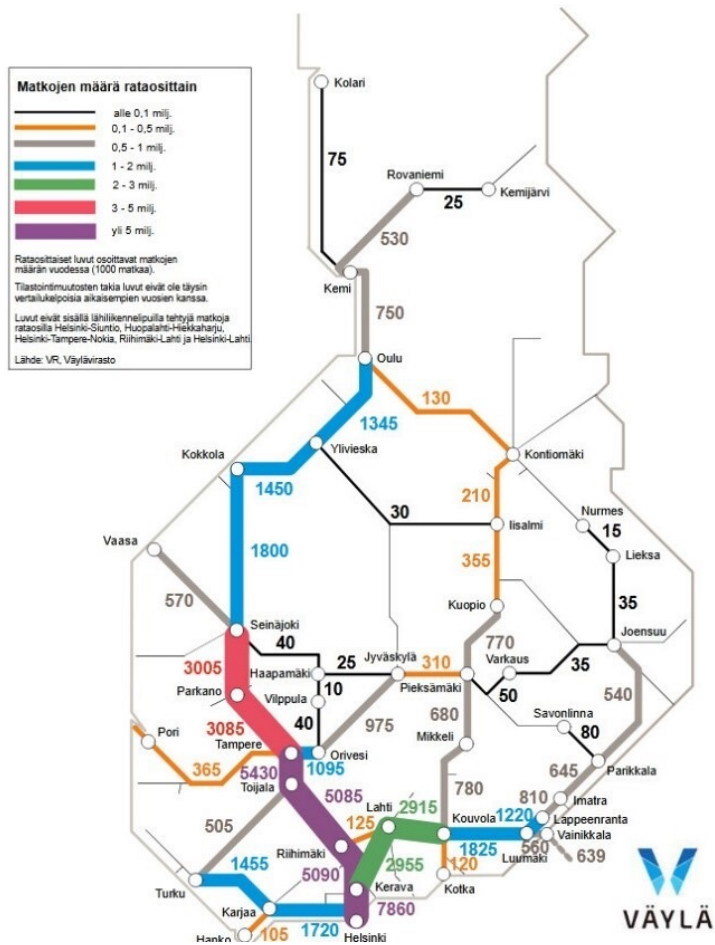 Matkojen määrä rataosittain
alle 0,1 milj.
0,1 - 0,5 milj.
0,5 - 1 milj.
1 - 2 milj.
2 - 3 milj.
3 - 5 milj.
yli 5 milj.
Rataosittaiset luvut osoittavat matkojen
määrän vuodessa (1000 matkaa).
Tilastointimuutosten takia luvut eivät ole täysin
vertailukelpoisia aikaisempien vuosien kanssa.
Luvut eivät sisällä lähiliikennelipuilla tehtyjä matkoja
rataosilla Helsinki-Siuntio, Huopalahti-Hiekkaharju,
Helsinki-Tampere-Nokia, Riihimäki-Lahti ja Helsinki-Lahti.
Lähde: VR, Väylävirasto
Kolari
75
Rovaniemi
25
Kemijärvi
530
Kemi
750
Oulu
130
1345
Ylivieska
Kokkola
1450
Kontiomäki
210
30
Iisalmi
Nurmes
15
Lieksa
1800
355
Vaasa
570
Kuopio
35
Seinäjoki
40
770
Joensuu
3005
Haapamäki
25
Jyväskylä
310
Pieksämäki
Varkaus
35
50
540
Parkano
10
Vilppula
975
680
Savonlinna
80
3085
40
Mikkeli
Pori
Tampere
1095
Orivesi
365
5430
645
Parikkala
Toijala
5085
780
Imatra
810
Lahti
2915
Kouvola
1220
Lappeenranta
505
125
1825
Vainikkala
560
639
Luumäki
Riihimäki
2955
120
5090
Kotka
Turku
1455
Kerava
Karjaa
7860
1720
Hanko
105
Helsinki
VÄYLÄ